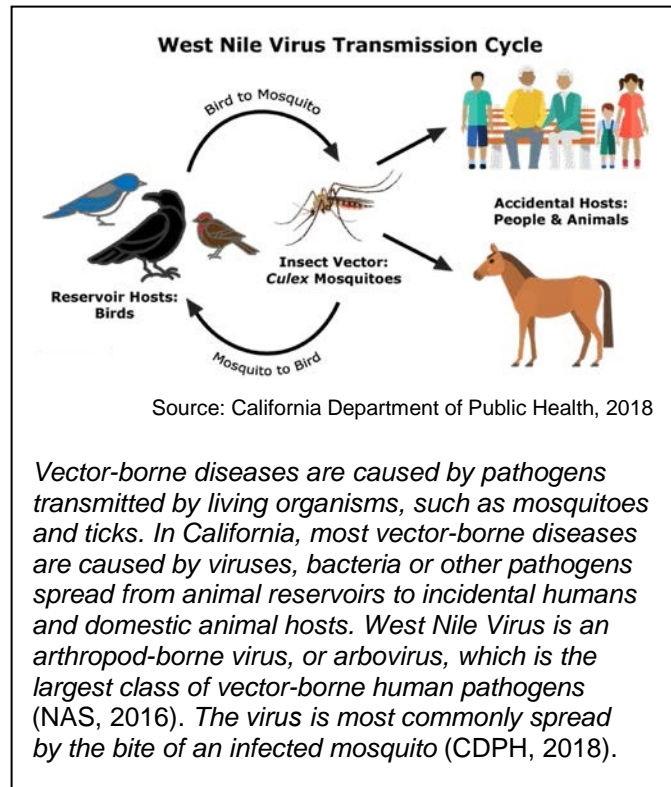 West Nile Virus Transmission Cycle
Bird to Mosquito
Accidental Hosts:
People & Animals
Insect Vector:
Culex Mosquitoes
Reservoir Hosts:
Birds
Mosquito to Bird
Source: California Department of Public Health, 2018
Vector-borne diseases are caused by pathogens
transmitted by living organisms, such as mosquitoes
and ticks. In California, most vector-borne diseases
are caused by viruses, bacteria or other pathogens
spread from animal reservoirs to incidental humans
and domestic animal hosts. West Nile Virus is an
arthropod-borne virus, or arbovirus, which is the
largest class of vector-borne human pathogens
(NAS, 2016). The virus is most commonly spread
by the bite of an infected mosquito (CDPH, 2018).